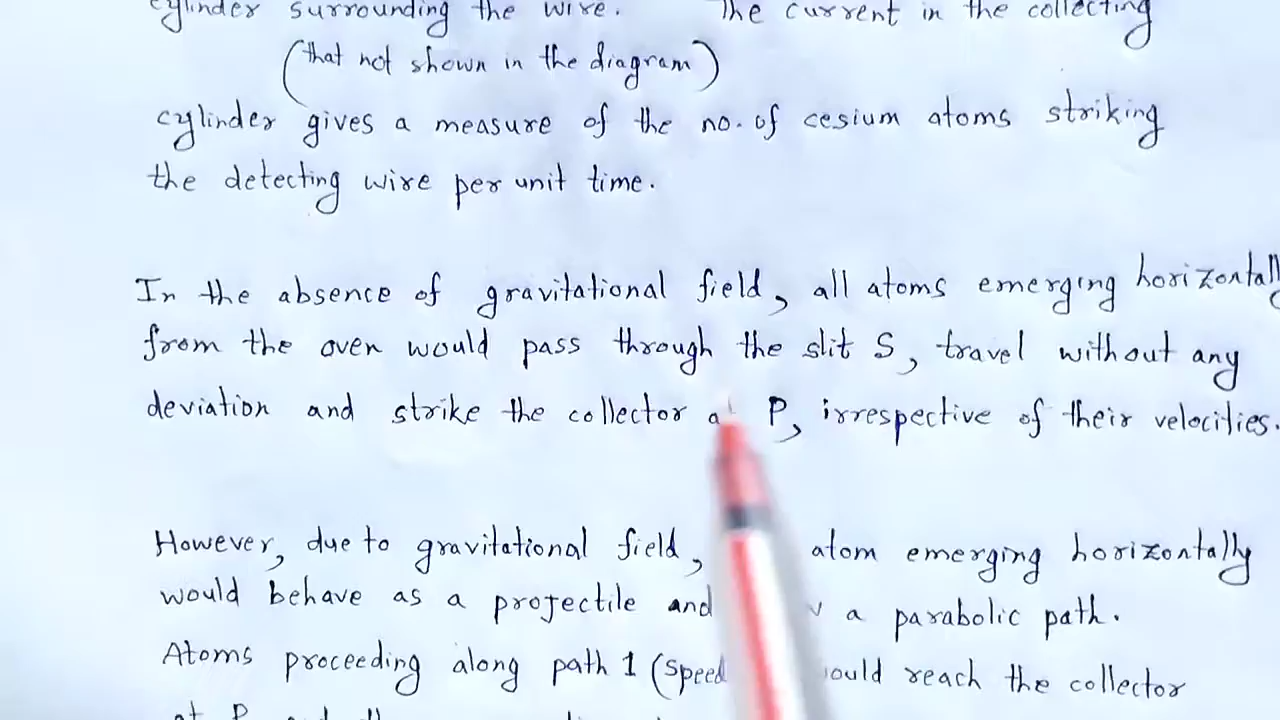 cylinder surrounding the wire. The current in the collecting
(that not shown in the diagram)
cylinder gives a measure of the no. of cesium atoms striking
the detecting wire per unit time.
In the absence of gravitational field, all atoms emerging horizontally
from the oven would pass through the slit S, travel without any
deviation and strike the collector at P, irrespective of their velocities.
However, due to gravitational field, atom emerging horizontally
would behave as a projectile and a parabolic path.
Atoms proceeding along path 1 (speed would reach the collector
at P